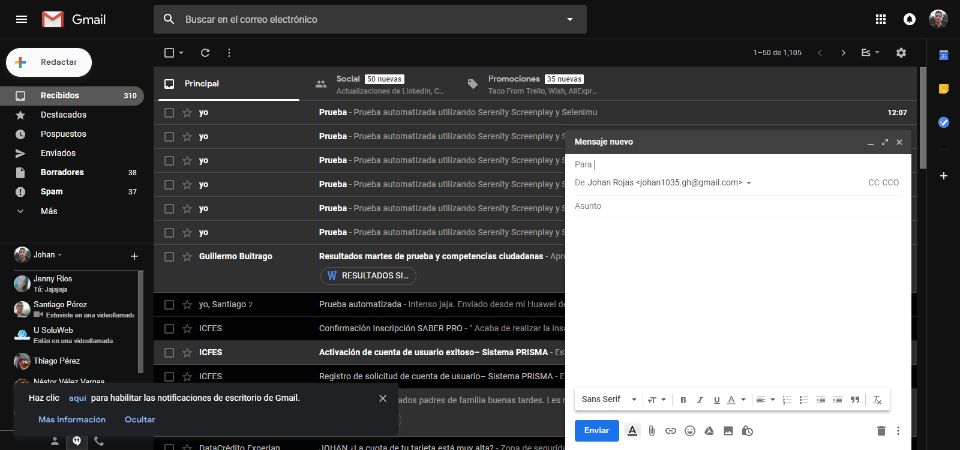 Gmail
Buscar en el correo electrónico
Redactar
1–50 de 1,105
Es
Recibidos 310
Destacados
Pospuestos
Enviados
Borradores 38
Spam 37
Más
Principal
Social 50 nuevas
Actualizaciones de LinkedIn, C...
Promociones 35 nuevas
Taco From Trello, Wish, AliExpr...
yo Prueba - Prueba automatizada utilizando Serenity Screenplay y Selenimu 12:07
yo Prueba - Prueba automatizada utilizando Serenity Screenplay y
yo Prueba - Prueba automatizada utilizando Serenity Screenplay y
yo Prueba - Prueba automatizada utilizando Serenity Screenplay y
yo Prueba - Prueba automatizada utilizando Serenity Screenplay y
yo Prueba - Prueba automatizada utilizando Serenity Screenplay y
Guillermo Buitrago Resultados martes de prueba y competencias ciudadanas - Apr
RESULTADOS SI...
yo, Santiago 2 Prueba automatizada - Intenso jaja. Enviado desde mi Huawei de
ICFES Confirmación Inscripción SABER PRO - " Acaba de realizar la ins
ICFES Activación de cuenta de usuario exitoso– Sistema PRISMA - Es
ICFES Registro de solicitud de cuenta de usuario– Sistema PRISMA - E
ados padres de familia buenas tardes. Les
DataCrédito Experian JOHAN ¿La cuota de tu tarjeta está muy alta? - Zona de segurid
Johan
Jenny Rios
Tú: Jajajaja
Santiago Pérez
Estuviste en una videollamada
U SoluWeb
Estás en una videollamada.
Thiago Pérez
Néstor Vélez Vargas
Haz clic aquí para habilitar las notificaciones de escritorio de Gmail.
Más información Ocultar
Mensaje nuevo
Para
De Johan Rojas <johan1035.gh@gmail.com> CC CCO
Asunto
Sans Serif
Enviar